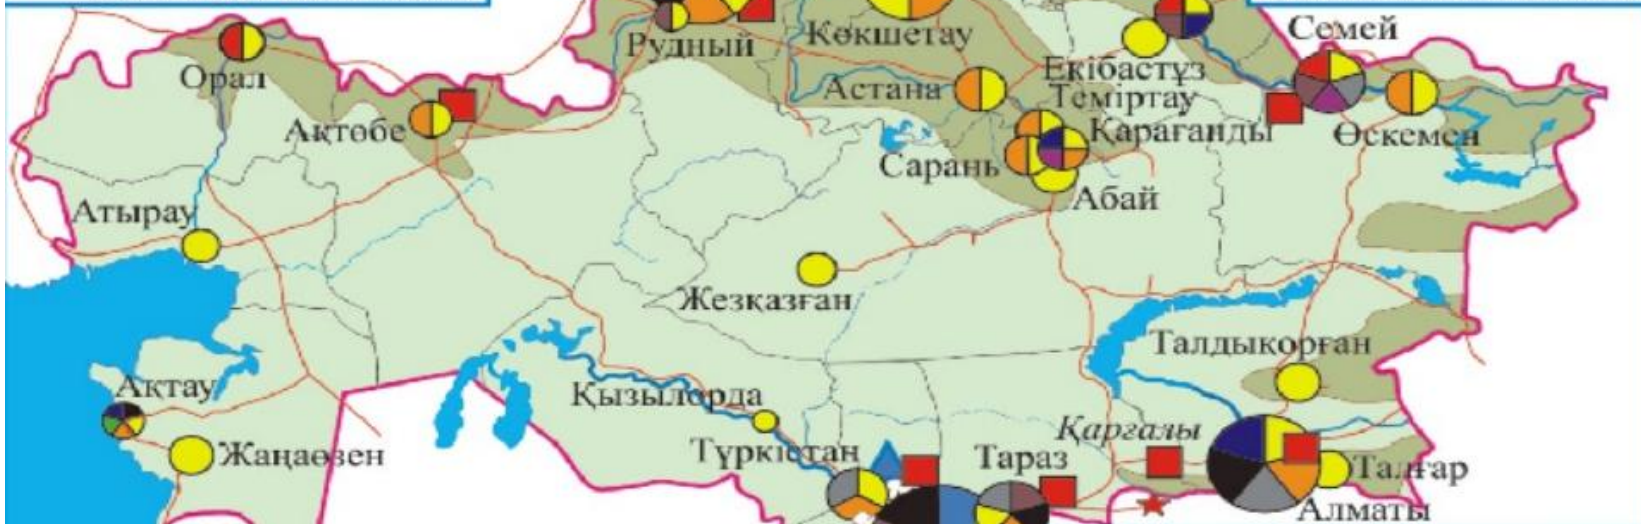 Рудный
Көкшетау
Семей
Орал
Екібастұз
Астана
Теміртау
Ақтөбе
Қарағанды
Өскемен
Сарань
Абай
Атырау
Жезқазған
Талдықорған
Ақтау
Қызылорда
Қаргалы
Жаңаөзен
Түркістан
Тараз
Талғар
Алматы